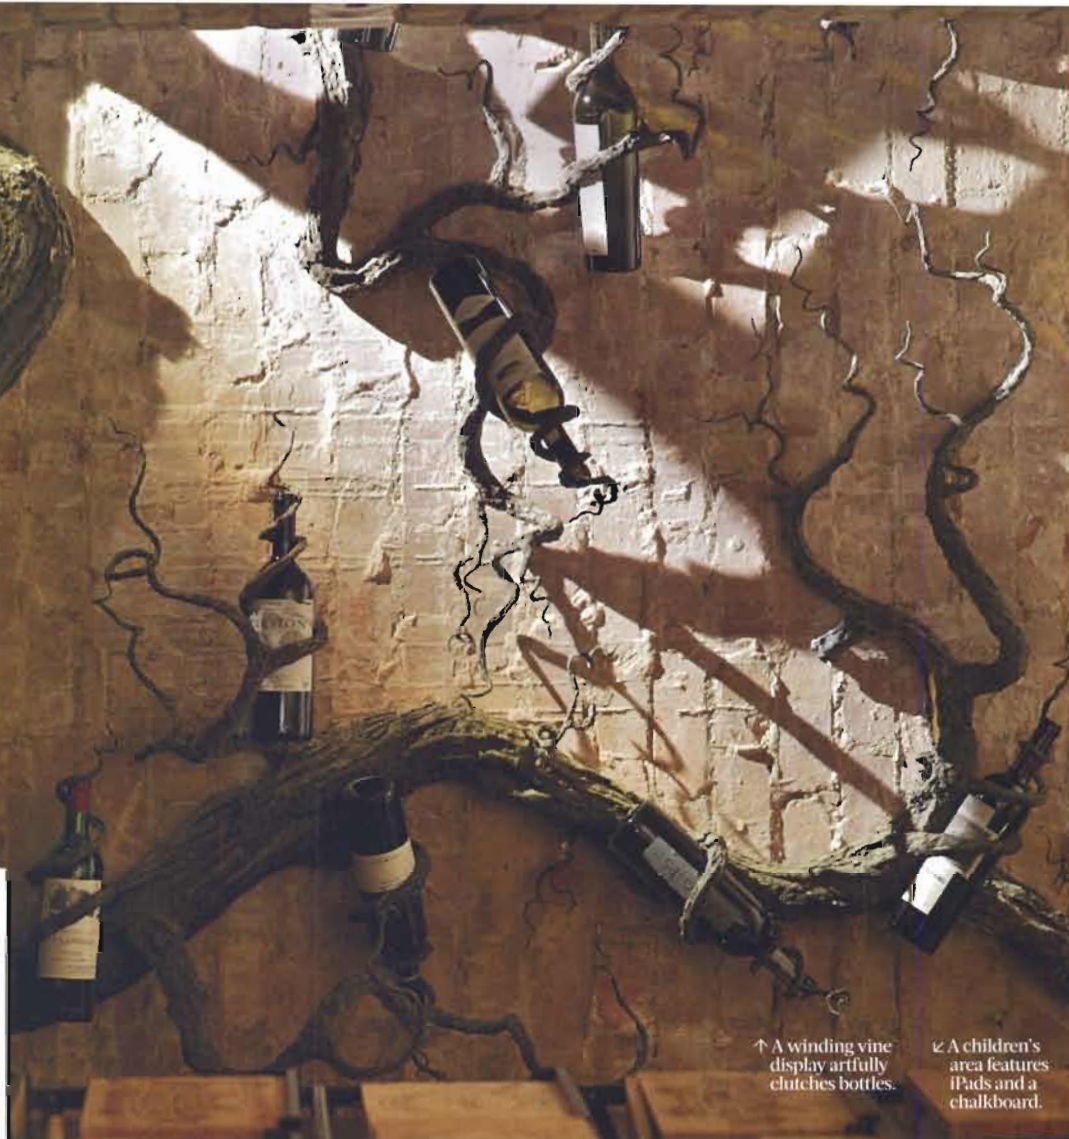 ↑ A winding vine
display artfully
clutches bottles.
↙ A children's
area features
iPads and a
chalkboard.